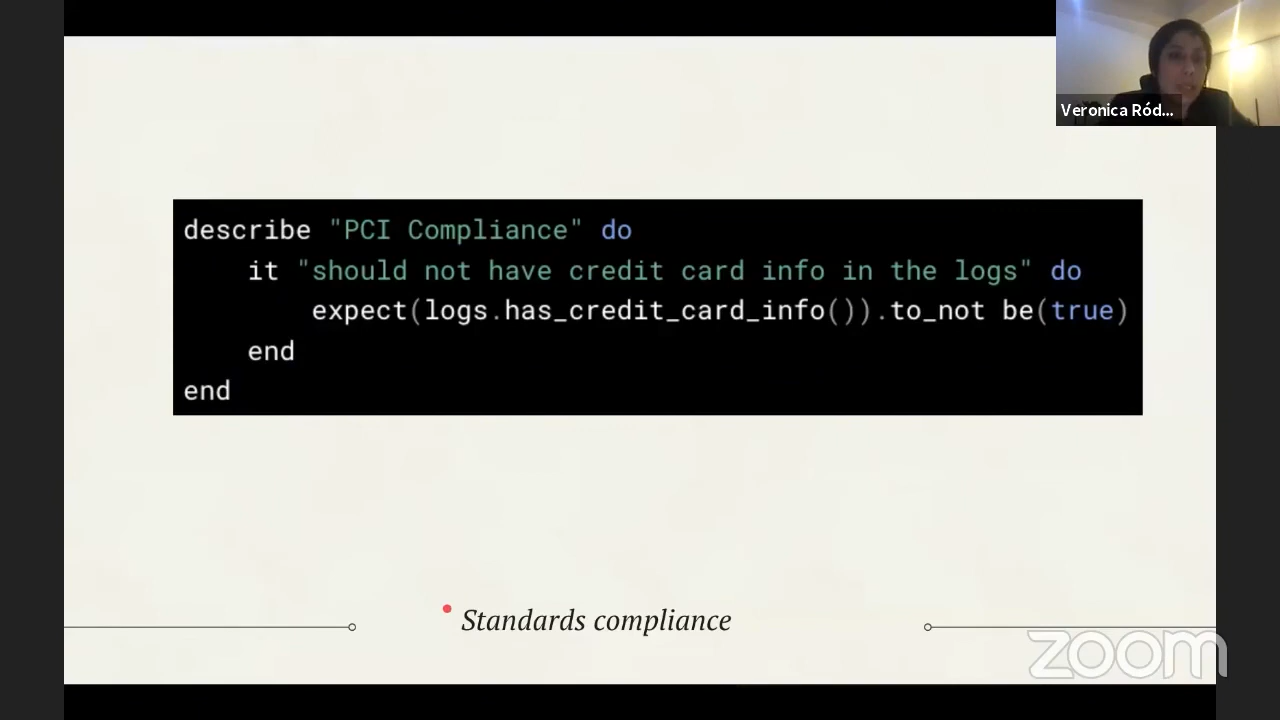 Veronica Ród...
describe "PCI Compliance" do
    it "should not have credit card info in the logs" do
        expect(logs.has_credit_card_info()).to_not be(true)
    end
end
Standards compliance
zoom